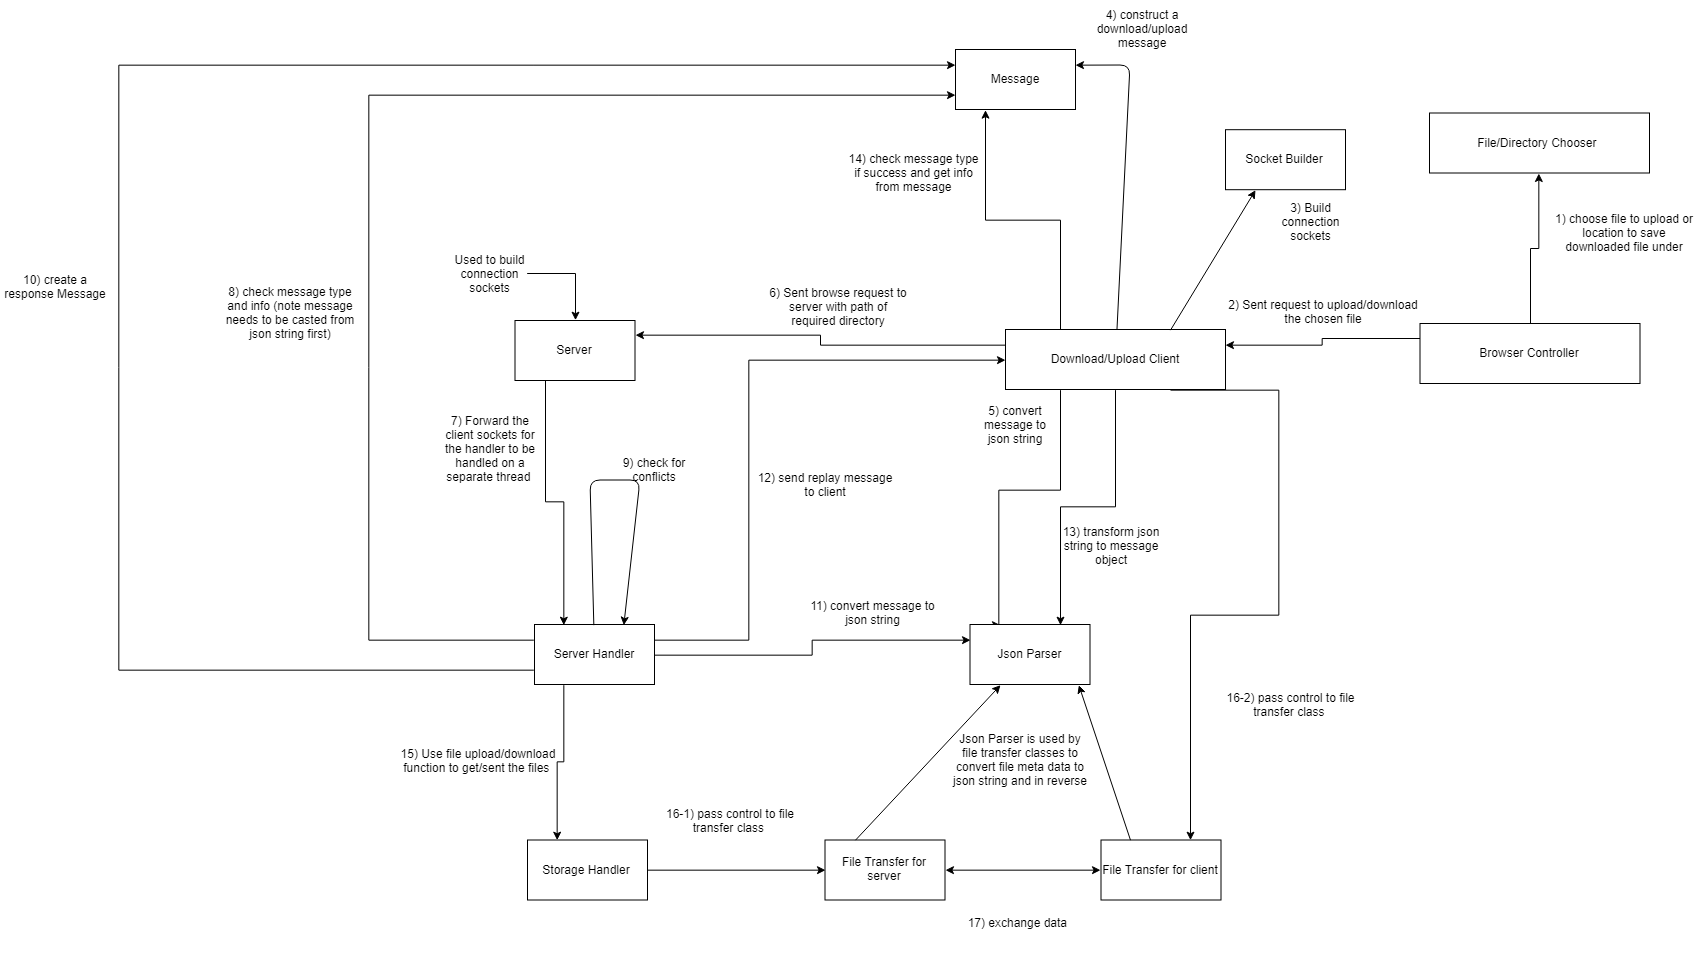 4) construct a
download/upload
message
Message
File/Directory Chooser
Socket Builder
14) check message type
if success and get info
from message
3) Build
connection
sockets
1) choose file to upload or
location to save
downloaded file under
10) create a
response Message
8) check message type
and info (note message
needs to be casted from
json string first)
Used to build
connection
sockets
6) Sent browse request to
server with path of
required directory
2) Sent request to upload/download
the chosen file
Server
Download/Upload Client
Browser Controller
7) Forward the
client sockets for
the handler to be
handled on a
separate thread
9) check for
conflicts
12) send replay message
to client
5) convert
message to
json string
13) transform json
string to message
object
11) convert message to
json string
Server Handler
Json Parser
16-2) pass control to file
transfer class
15) Use file upload/download
function to get/sent the files
Json Parser is used by
file transfer classes to
convert file meta data to
json string and in reverse
16-1) pass control to file
transfer class
Storage Handler
File Transfer for
server
File Transfer for client
17) exchange data